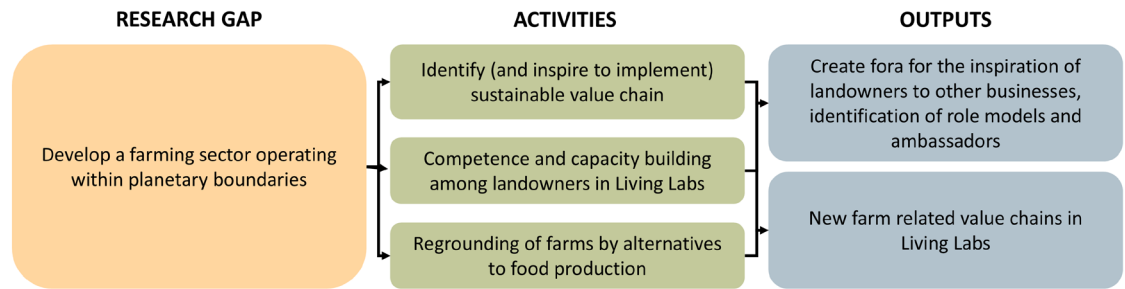 RESEARCH GAP
Develop a farming sector operating
within planetary boundaries
ACTIVITIES
Identify (and inspire to implement)
sustainable value chain
Competence and capacity building
among landowners in Living Labs
Regrounding of farms by alternatives
to food production
OUTPUTS
Create fora for the inspiration of
landowners to other businesses,
identification of role models and
ambassadors
New farm related value chains in
Living Labs